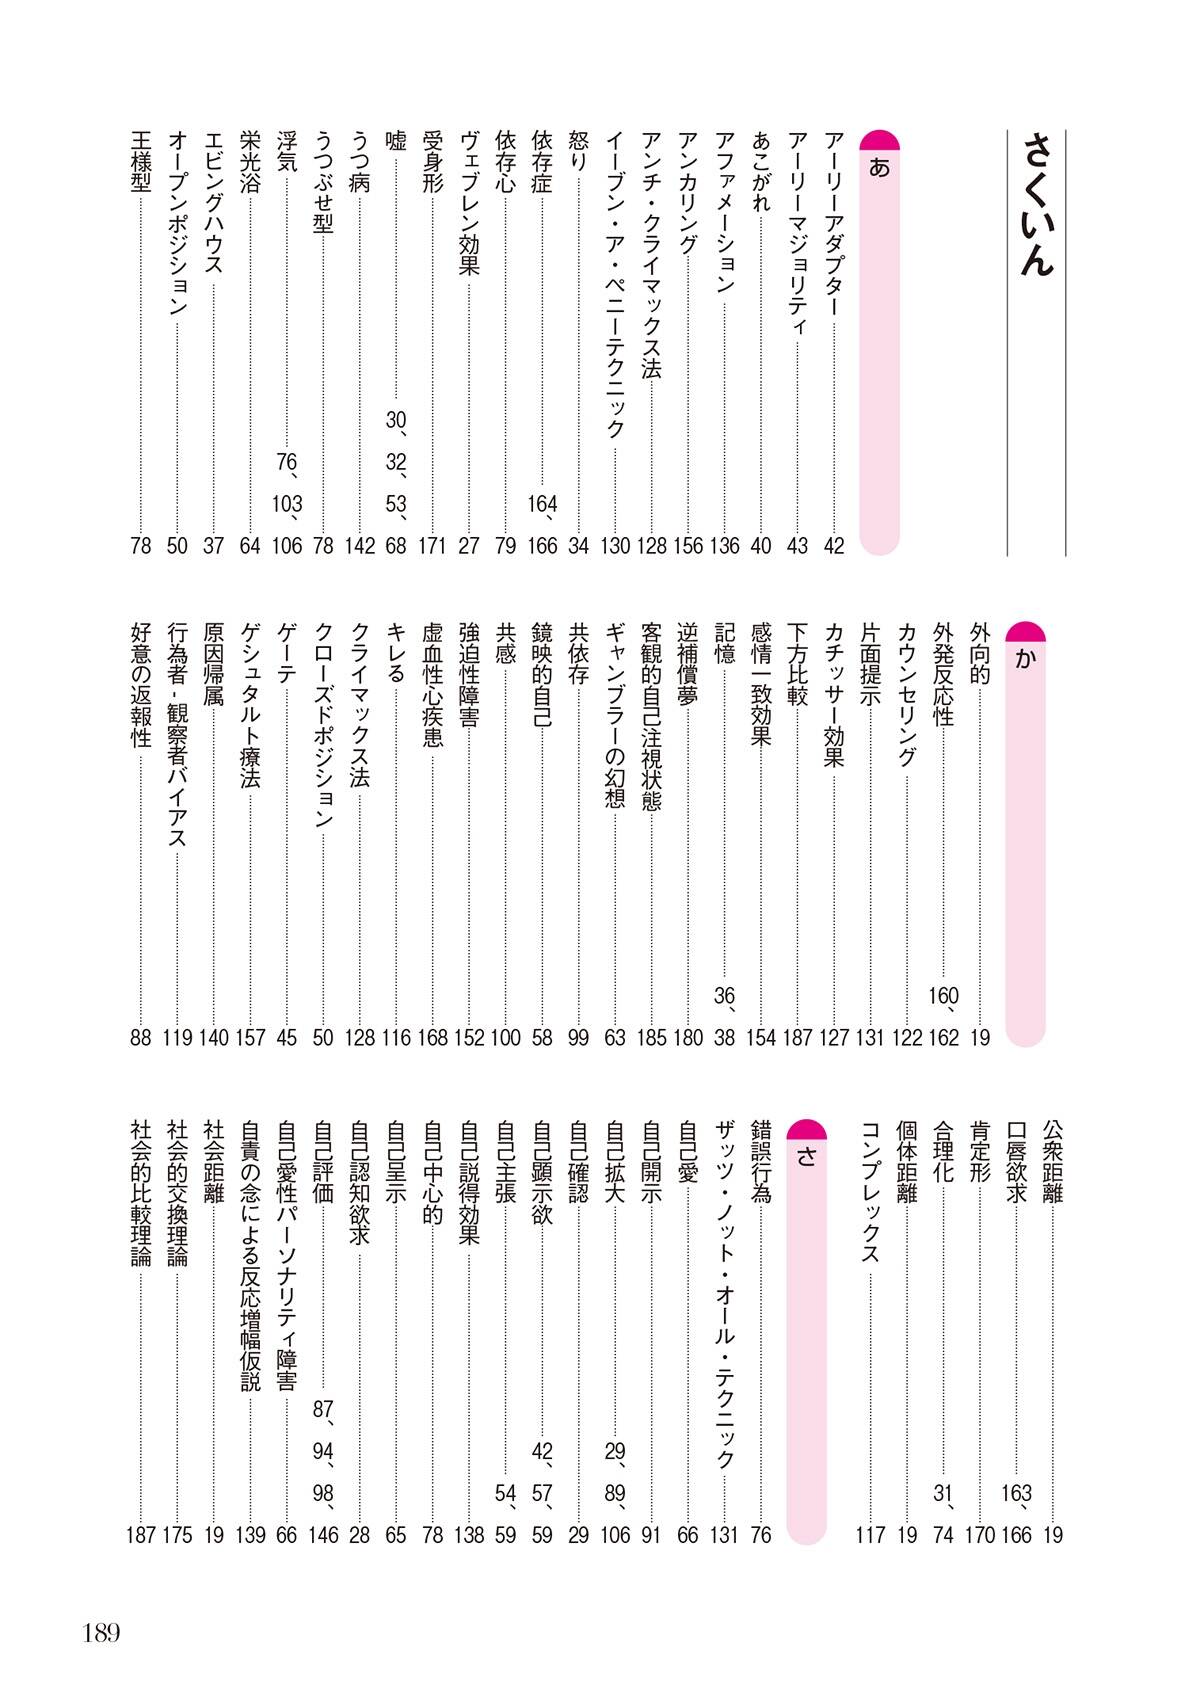 さくいん
あ
アーリーアダプター 42
アーリーマジョリティ 43
あこがれ 40
アファメーション 136
アンカリング 156
アンチ・クライマックス法 128
イーブン・ア・ペニーテクニック 130
怒り 34
依存症 164、166
依存心 79
ヴェブレン効果 27
受身形 171
嘘 30、32、53、68
うつ病 142
うつぶせ型 78
浮気 76、103、106
栄光浴 64
エビングハウス 37
オープンポジション 50
王様型 78
か
外向的 19
外発反応性 160、162
カウンセリング 122
片面提示 131
カチッサー効果 127
下方比較 187
感情一致効果 154
記憶 36、38
逆補償夢 180
客観的自己注視状態 185
ギャンブラーの幻想 63
共依存 99
鏡映的自己 58
共感 100
強迫性障害 152
虚血性心疾患 168
キレる 116
クライマックス法 128
クローズドポジション 50
ゲーテ 45
ゲシュタルト療法 157
原因帰属 140
行為者-観察者バイアス 119
好意の返報性 88
公衆距離 19
口唇欲求 163、166
肯定形 170
合理化 31、74
個体距離 19
コンプレックス 117
さ
錯誤行為 76
ザッツ・ノット・オール・テクニック 131
自己愛 66
自己開示 91
自己拡大 29、89、106
自己確認 29
自己顕示欲 42、57、59
自己主張 54、59
自己説得効果 138
自己中心的 78
自己呈示 65
自己認知欲求 28
自己評価 87、94、98、146
自己愛性パーソナリティ障害 66
自責の念による反応増幅仮説 139
社会距離 19
社会的交換理論 175
社会的比較理論 187
189